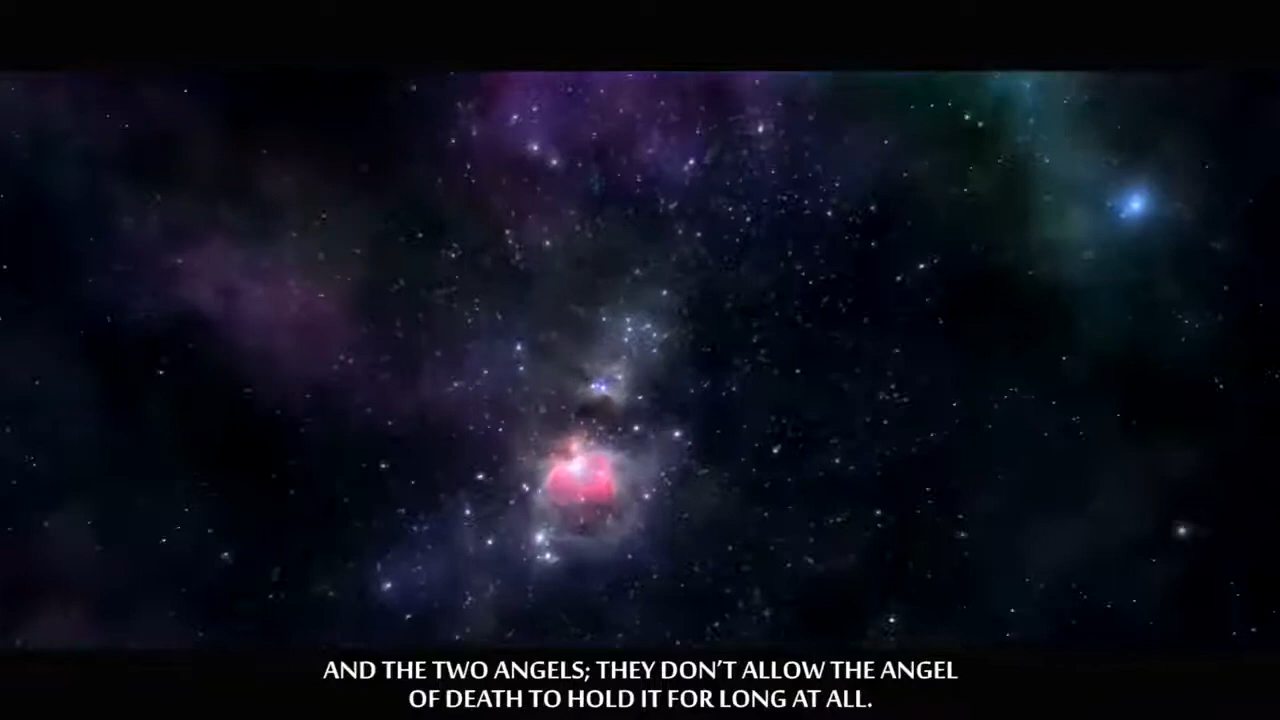 AND THE TWO ANGELS; THEY DON'T ALLOW THE ANGEL
OF DEATH TO HOLD IT FOR LONG AT ALL.